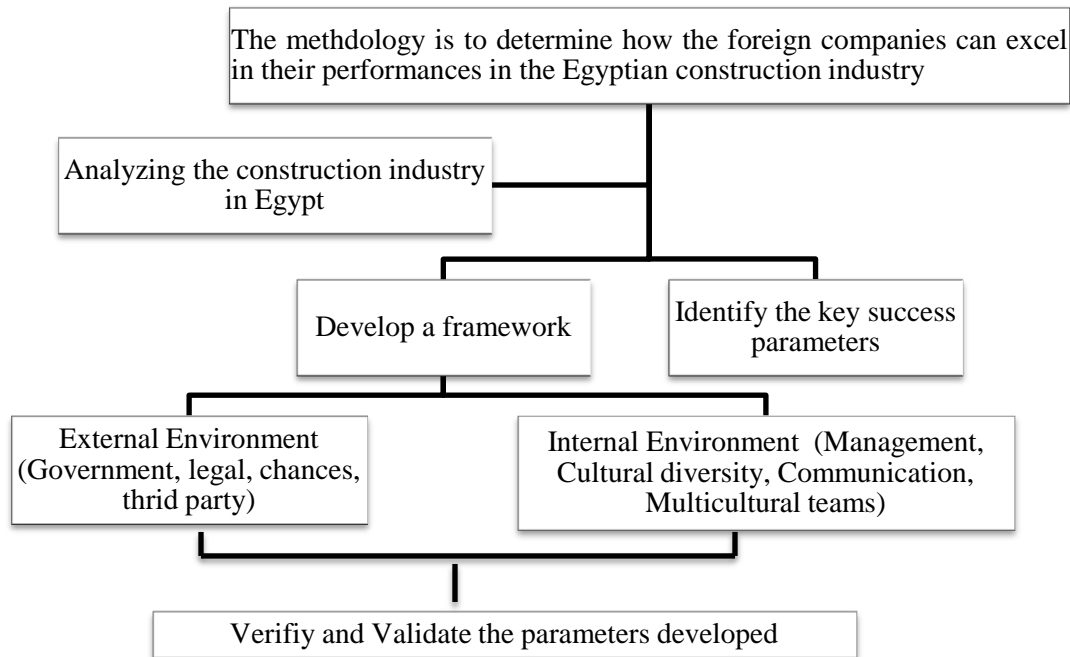 The methdology is to determine how the foreign companies can excel
in their performances in the Egyptian construction industry
Analyzing the construction industry
in Egypt
Develop a framework
Identify the key success
parameters
External Environment
(Government, legal, chances,
thrid party)
Internal Environment (Management,
Cultural diversity, Communication,
Multicultural teams)
Verifiy and Validate the parameters developed